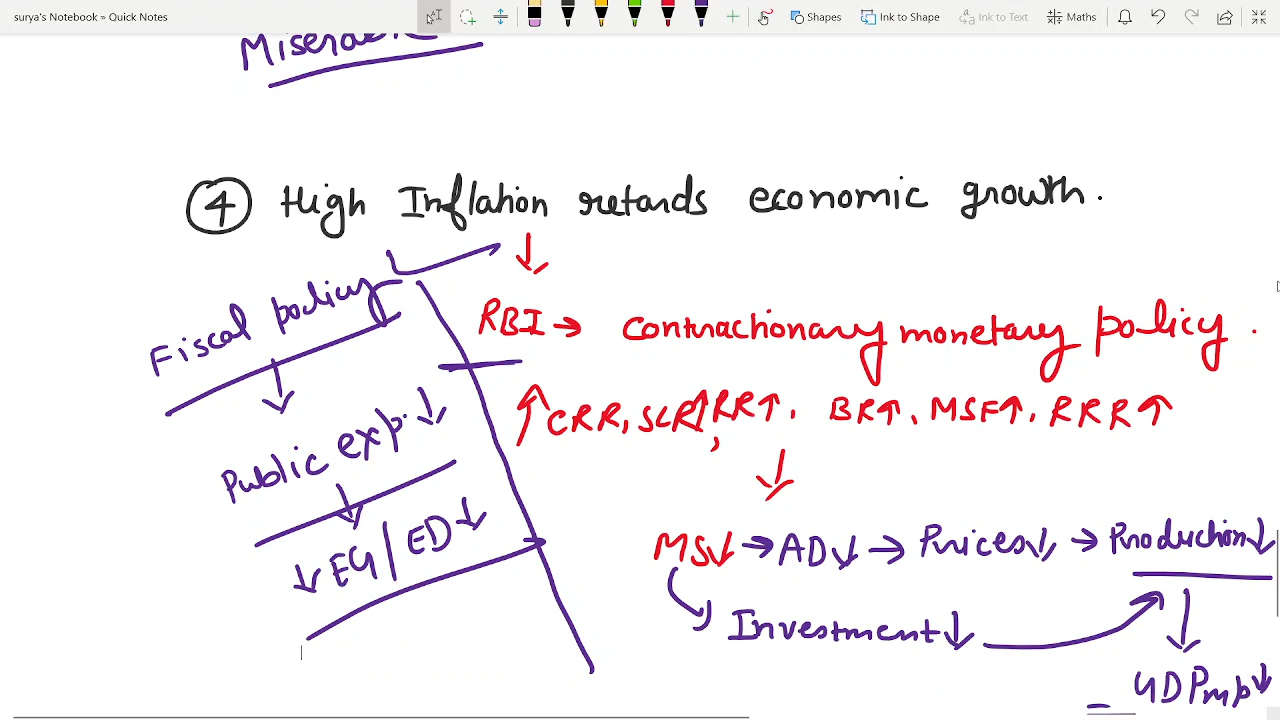 surya's Notebook » Quick Notes
Shapes Ink to Shape Ink to Text Maths
④ High Inflation retards economic growth.
Fiscal policy
Public exp. ↓
↓ EG / ED ↓
RBI → contractionary monetary policy.
↑ CRR, SLR↑, RR↑, BR↑, MSF↑, RRR↑
MS↓ → AD↓ → Prices↓, → Production↓
Investment ↓
GDPmp↓